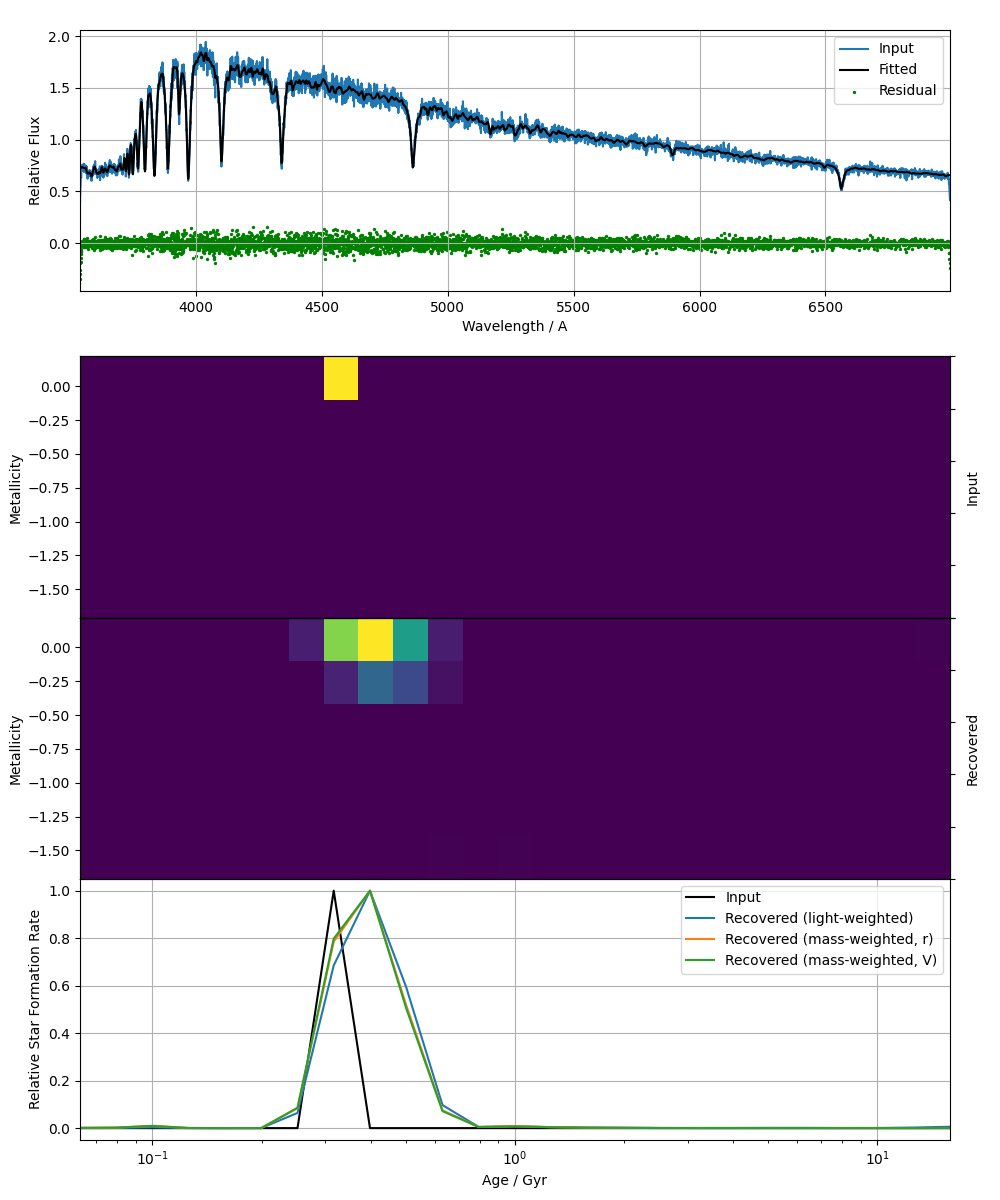 2.0
1.5
1.0
0.5
0.0
Relative Flux
Input
Fitted
Residual
4000
4500
5000
5500
6000
6500
Wavelength / A
0.00
−0.25
−0.50
−0.75
−1.00
−1.25
−1.50
Metallicity
Input
0.00
−0.25
−0.50
−0.75
−1.00
−1.25
−1.50
Metallicity
Recovered
1.0
0.8
0.6
0.4
0.2
0.0
Relative Star Formation Rate
Input
Recovered (light-weighted)
Recovered (mass-weighted, r)
Recovered (mass-weighted, V)
10⁻¹
10⁰
10¹
Age / Gyr